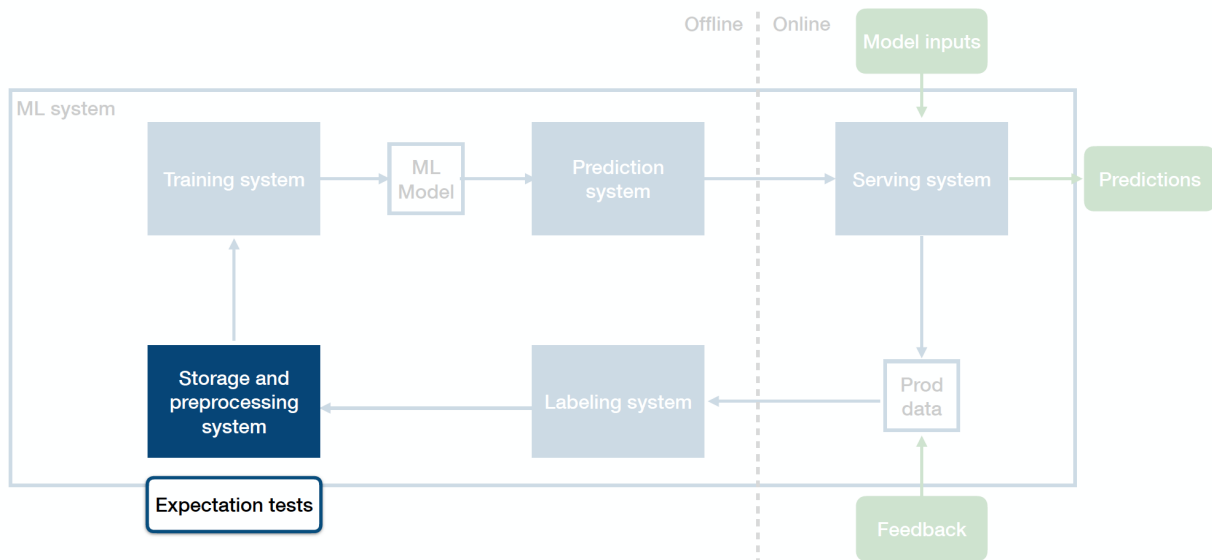 Offline
Online
Model inputs
ML system
Training system
ML
Model
Prediction
system
Serving system
Predictions
Storage and
preprocessing
system
Labeling system
Prod
data
Expectation tests
Feedback